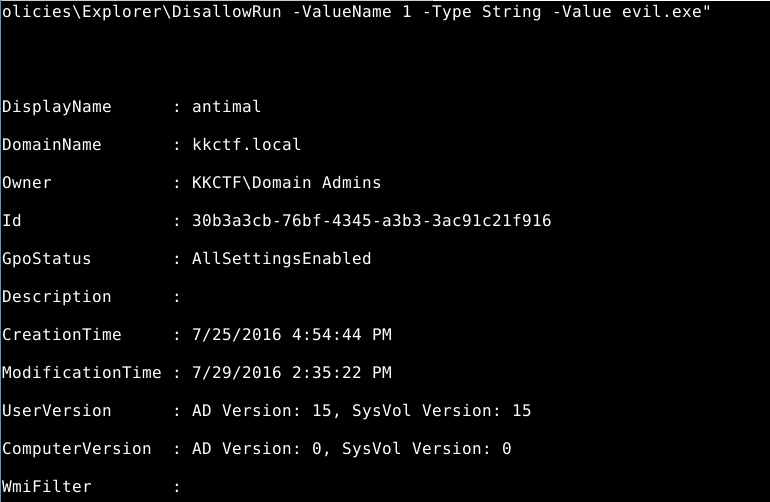 olicies\Explorer\DisallowRun -ValueName 1 -Type String -Value evil.exe"
DisplayName : antimal
DomainName : kkctf.local
Owner : KKCTF\Domain Admins
Id : 30b3a3cb-76bf-4345-a3b3-3ac91c21f916
GpoStatus : AllSettingsEnabled
Description :
CreationTime : 7/25/2016 4:54:44 PM
ModificationTime : 7/29/2016 2:35:22 PM
UserVersion : AD Version: 15, SysVol Version: 15
ComputerVersion : AD Version: 0, SysVol Version: 0
WmiFilter :